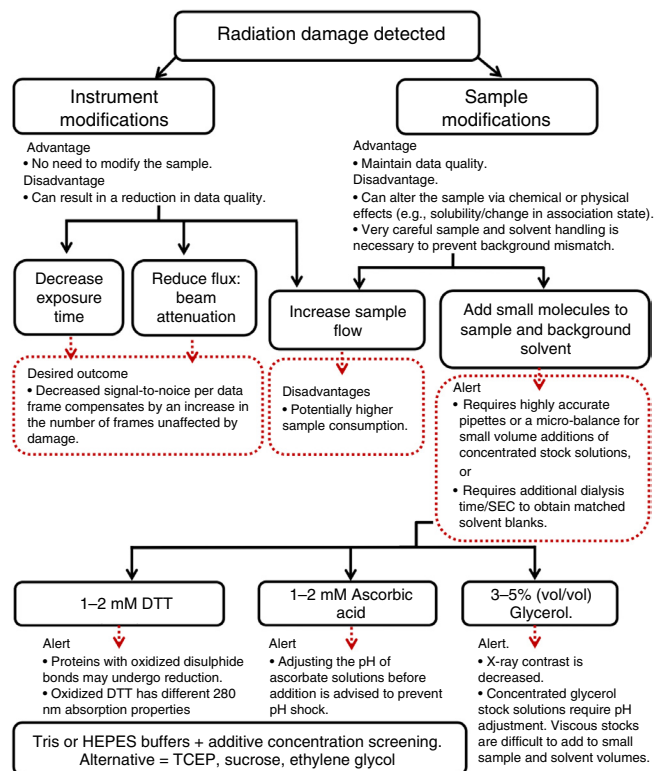 Radiation damage detected
Instrument
modifications
Sample
modifications
Advantage
• No need to modify the sample.
Disadvantage
• Can result in a reduction in data quality.
Advantage
• Maintain data quality.
Disadvantage.
• Can alter the sample via chemical or physical
effects (e.g., solubility/change in association state).
• Very careful sample and solvent handling is
necessary to prevent background mismatch.
Decrease
exposure
time
Reduce flux:
beam
attenuation
Increase sample
flow
Add small molecules to
sample and background
solvent
Desired outcome
• Decreased signal-to-noice per data
frame compensates by an increase in
the number of frames unaffected by
damage.
Disadvantages
• Potentially higher
sample consumption.
Alert
• Requires highly accurate
pipettes or a micro-balance for
small volume additions of
concentrated stock solutions,
or
• Requires additional dialysis
time/SEC to obtain matched
solvent blanks.
1–2 mM DTT
1–2 mM Ascorbic
acid
3–5% (vol/vol)
Glycerol.
Alert
• Proteins with oxidized disulphide
bonds may undergo reduction.
• Oxidized DTT has different 280
nm absorption properties
Alert
• Adjusting the pH of
ascorbate solutions before
addition is advised to prevent
pH shock.
Alert.
• X-ray contrast is
decreased.
• Concentrated glycerol
stock solutions require pH
adjustment. Viscous stocks
are difficult to add to small
sample and solvent volumes.
Tris or HEPES buffers + additive concentration screening.
Alternative = TCEP, sucrose, ethylene glycol